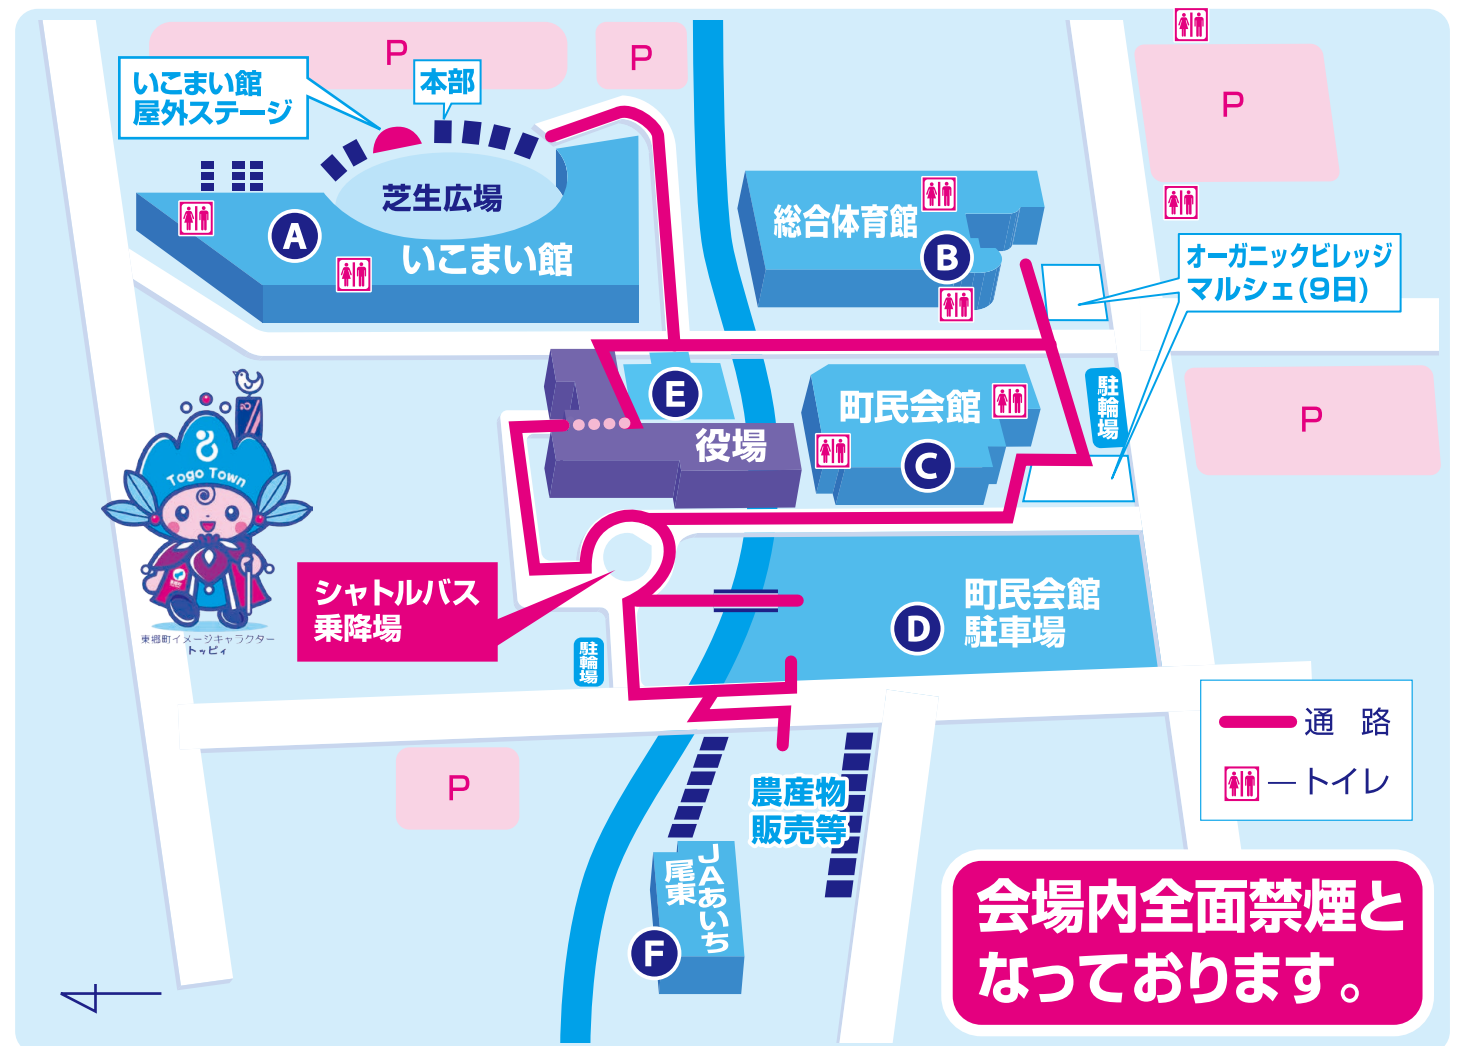 P
P
P
いこまい館
屋外ステージ
本部
芝生広場
A
いこまい館
総合体育館
B
オーガニックビレッジ
マルシェ(9日)
E
町民会館
C
駐輪場
P
役場
Togo Town
東郷町イメージキャラクター
トッピィ
シャトルバス
乗降場
駐輪場
D
町民会館
駐車場
通 路
トイレ
P
農産物
販売等
JAあいち
尾東
F
会場内全面禁煙と
なっております。